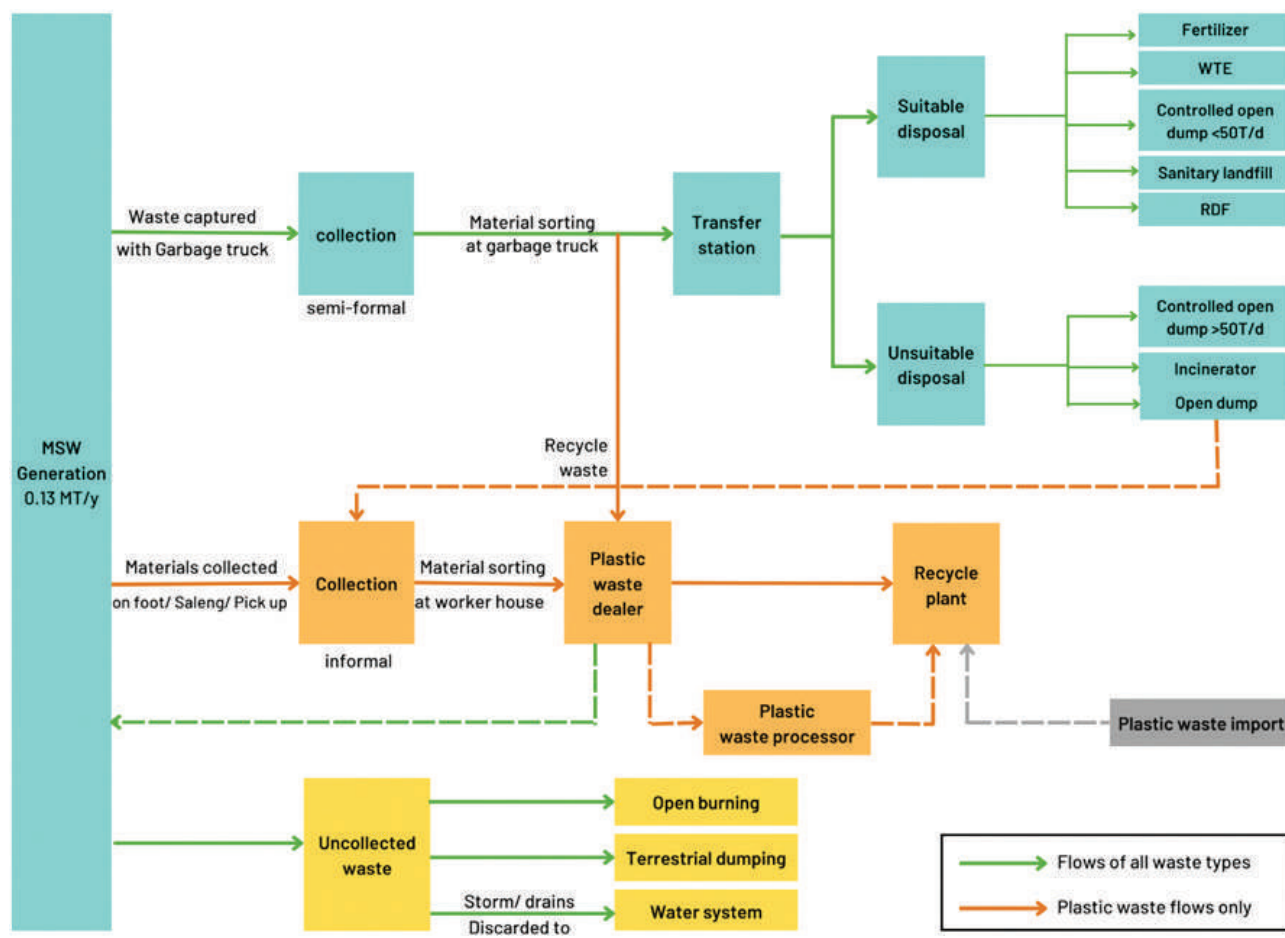 Fertilizer
WTE
Controlled open
dump <50T/d
Sanitary landfill
RDF
Suitable
disposal
Waste captured
with Garbage truck
collection
semi-formal
Material sorting
at garbage truck
Transfer
station
Unsuitable
disposal
Controlled open
dump >50T/d
Incinerator
Open dump
MSW
Generation
0.13 MT/y
Recycle
waste
Materials collected
on foot/ Saleng/ Pick up
Collection
informal
Material sorting
at worker house
Plastic
waste
dealer
Recycle
plant
Plastic
waste processor
Plastic waste import
Uncollected
waste
Open burning
Terrestrial dumping
Storm/ drains
Discarded to
Water system
Flows of all waste types
Plastic waste flows only